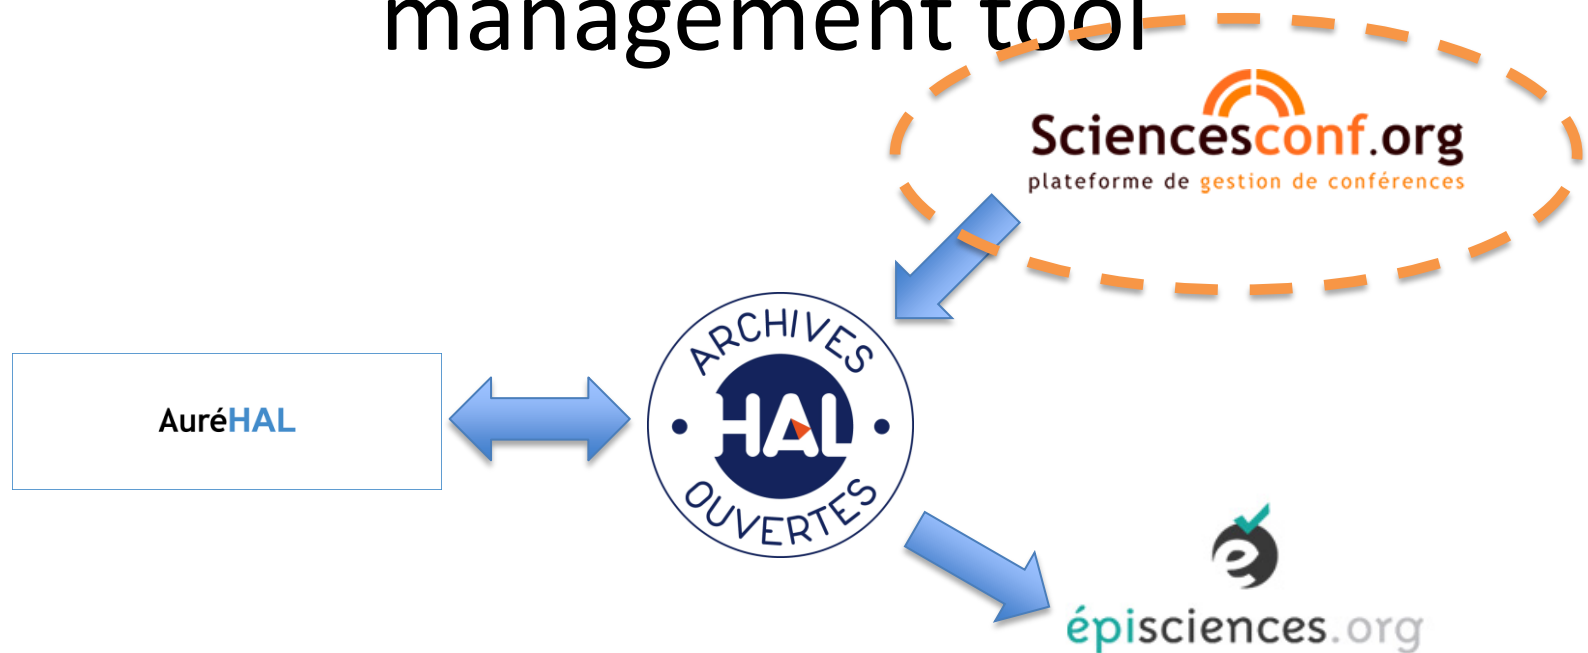 management tool
Sciencesconf.org
plateforme de gestion de conférences
ARCHIVES
HAL
OUVERTES
AuréHAL
épisciences.org